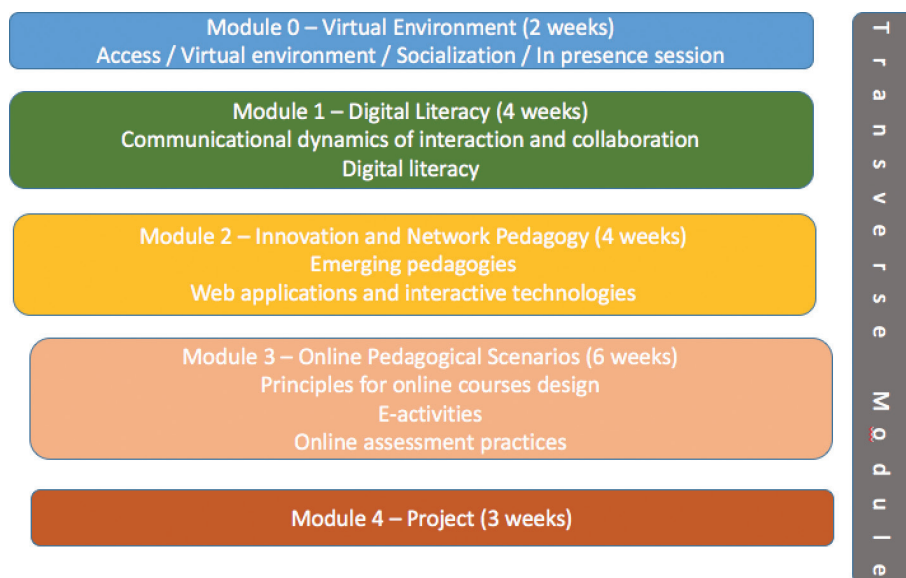 Module 0 – Virtual Environment (2 weeks)
Access / Virtual environment / Socialization / In presence session
Module 1 – Digital Literacy (4 weeks)
Communicational dynamics of interaction and collaboration
Digital literacy
Module 2 – Innovation and Network Pedagogy (4 weeks)
Emerging pedagogies
Web applications and interactive technologies
Module 3 – Online Pedagogical Scenarios (6 weeks)
Principles for online courses design
E-activities
Online assessment practices
Module 4 – Project (3 weeks)
Transverse Module